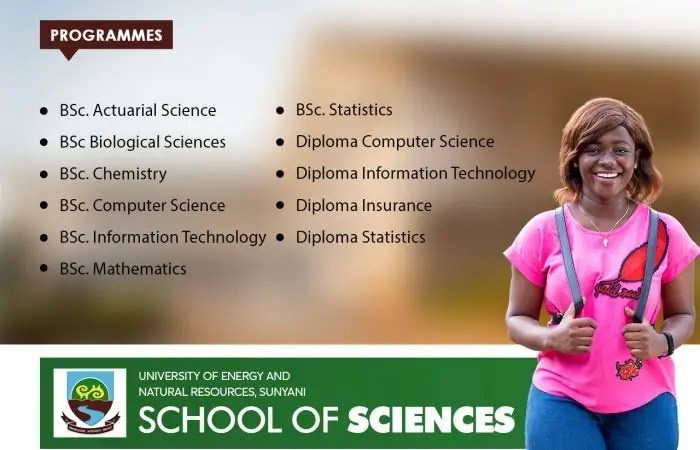 PROGRAMMES
BSc. Actuarial Science
BSc Biological Sciences
BSc. Chemistry
BSc. Computer Science
BSc. Information Technology
BSc. Mathematics
BSc. Statistics
Diploma Computer Science
Diploma Information Technology
Diploma Insurance
Diploma Statistics
UNIVERSITY OF ENERGY AND
NATURAL RESOURCES, SUNYANI
SCHOOL OF SCIENCES